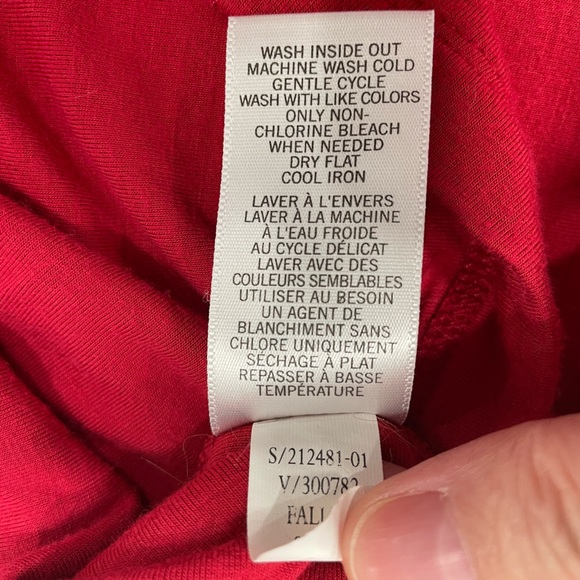 WASH INSIDE OUT
MACHINE WASH COLD
GENTLE CYCLE
WASH WITH LIKE COLORS
ONLY NON-
CHLORINE BLEACH
WHEN NEEDED
DRY FLAT
COOL IRON
LAVER À L'ENVERS
LAVER À LA MACHINE
À L'EAU FROIDE
AU CYCLE DÉLICAT
LAVER AVEC DES
COULEURS SEMBLABLES
UTILISER AU BESOIN
UN AGENT DE
BLANCHIMENT SANS
CHLORE UNIQUEMENT
SÉCHAGE À PLAT
REPASSER À BASSE
TEMPÉRATURE
S/212481-01
V/300782
FALL